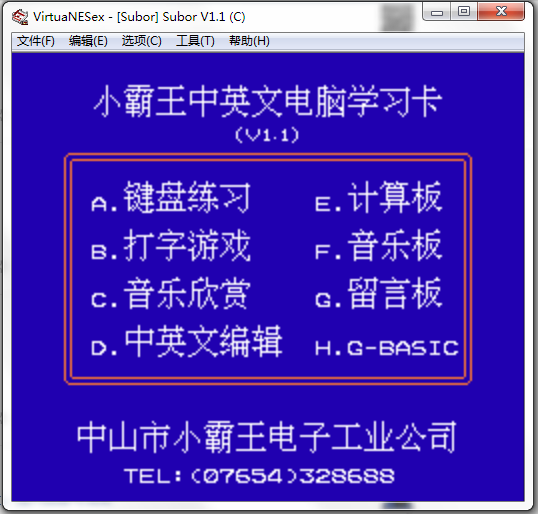 VirtuaNESex - [Subor] Subor V1.1 (C)
文件(F) 编辑(E) 选项(C) 工具(T) 帮助(H)
小霸王中英文电脑学习卡
(V1.1)
A.键盘练习 E.计算板
B.打字游戏 F.音乐板
C.音乐欣赏 G.留言板
D.中英文编辑 H.G-BASIC
中山市小霸王电子工业公司
TEL:(07654)328688